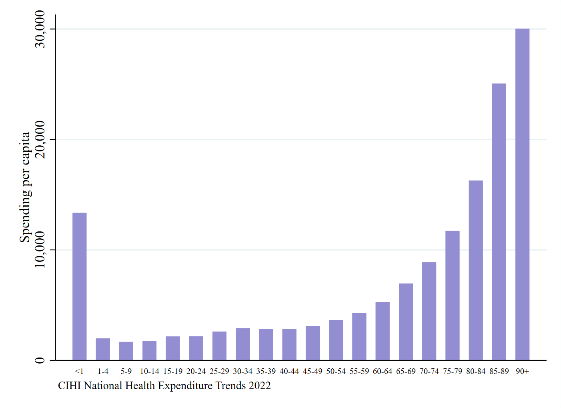 30,000
20,000
10,000
0
Spending per capita
<1 1-4 5-9 10-14 15-19 20-24 25-29 30-34 35-39 40-44 45-49 50-54 55-59 60-64 65-69 70-74 75-79 80-84 85-89 90+
CIHI National Health Expenditure Trends 2022